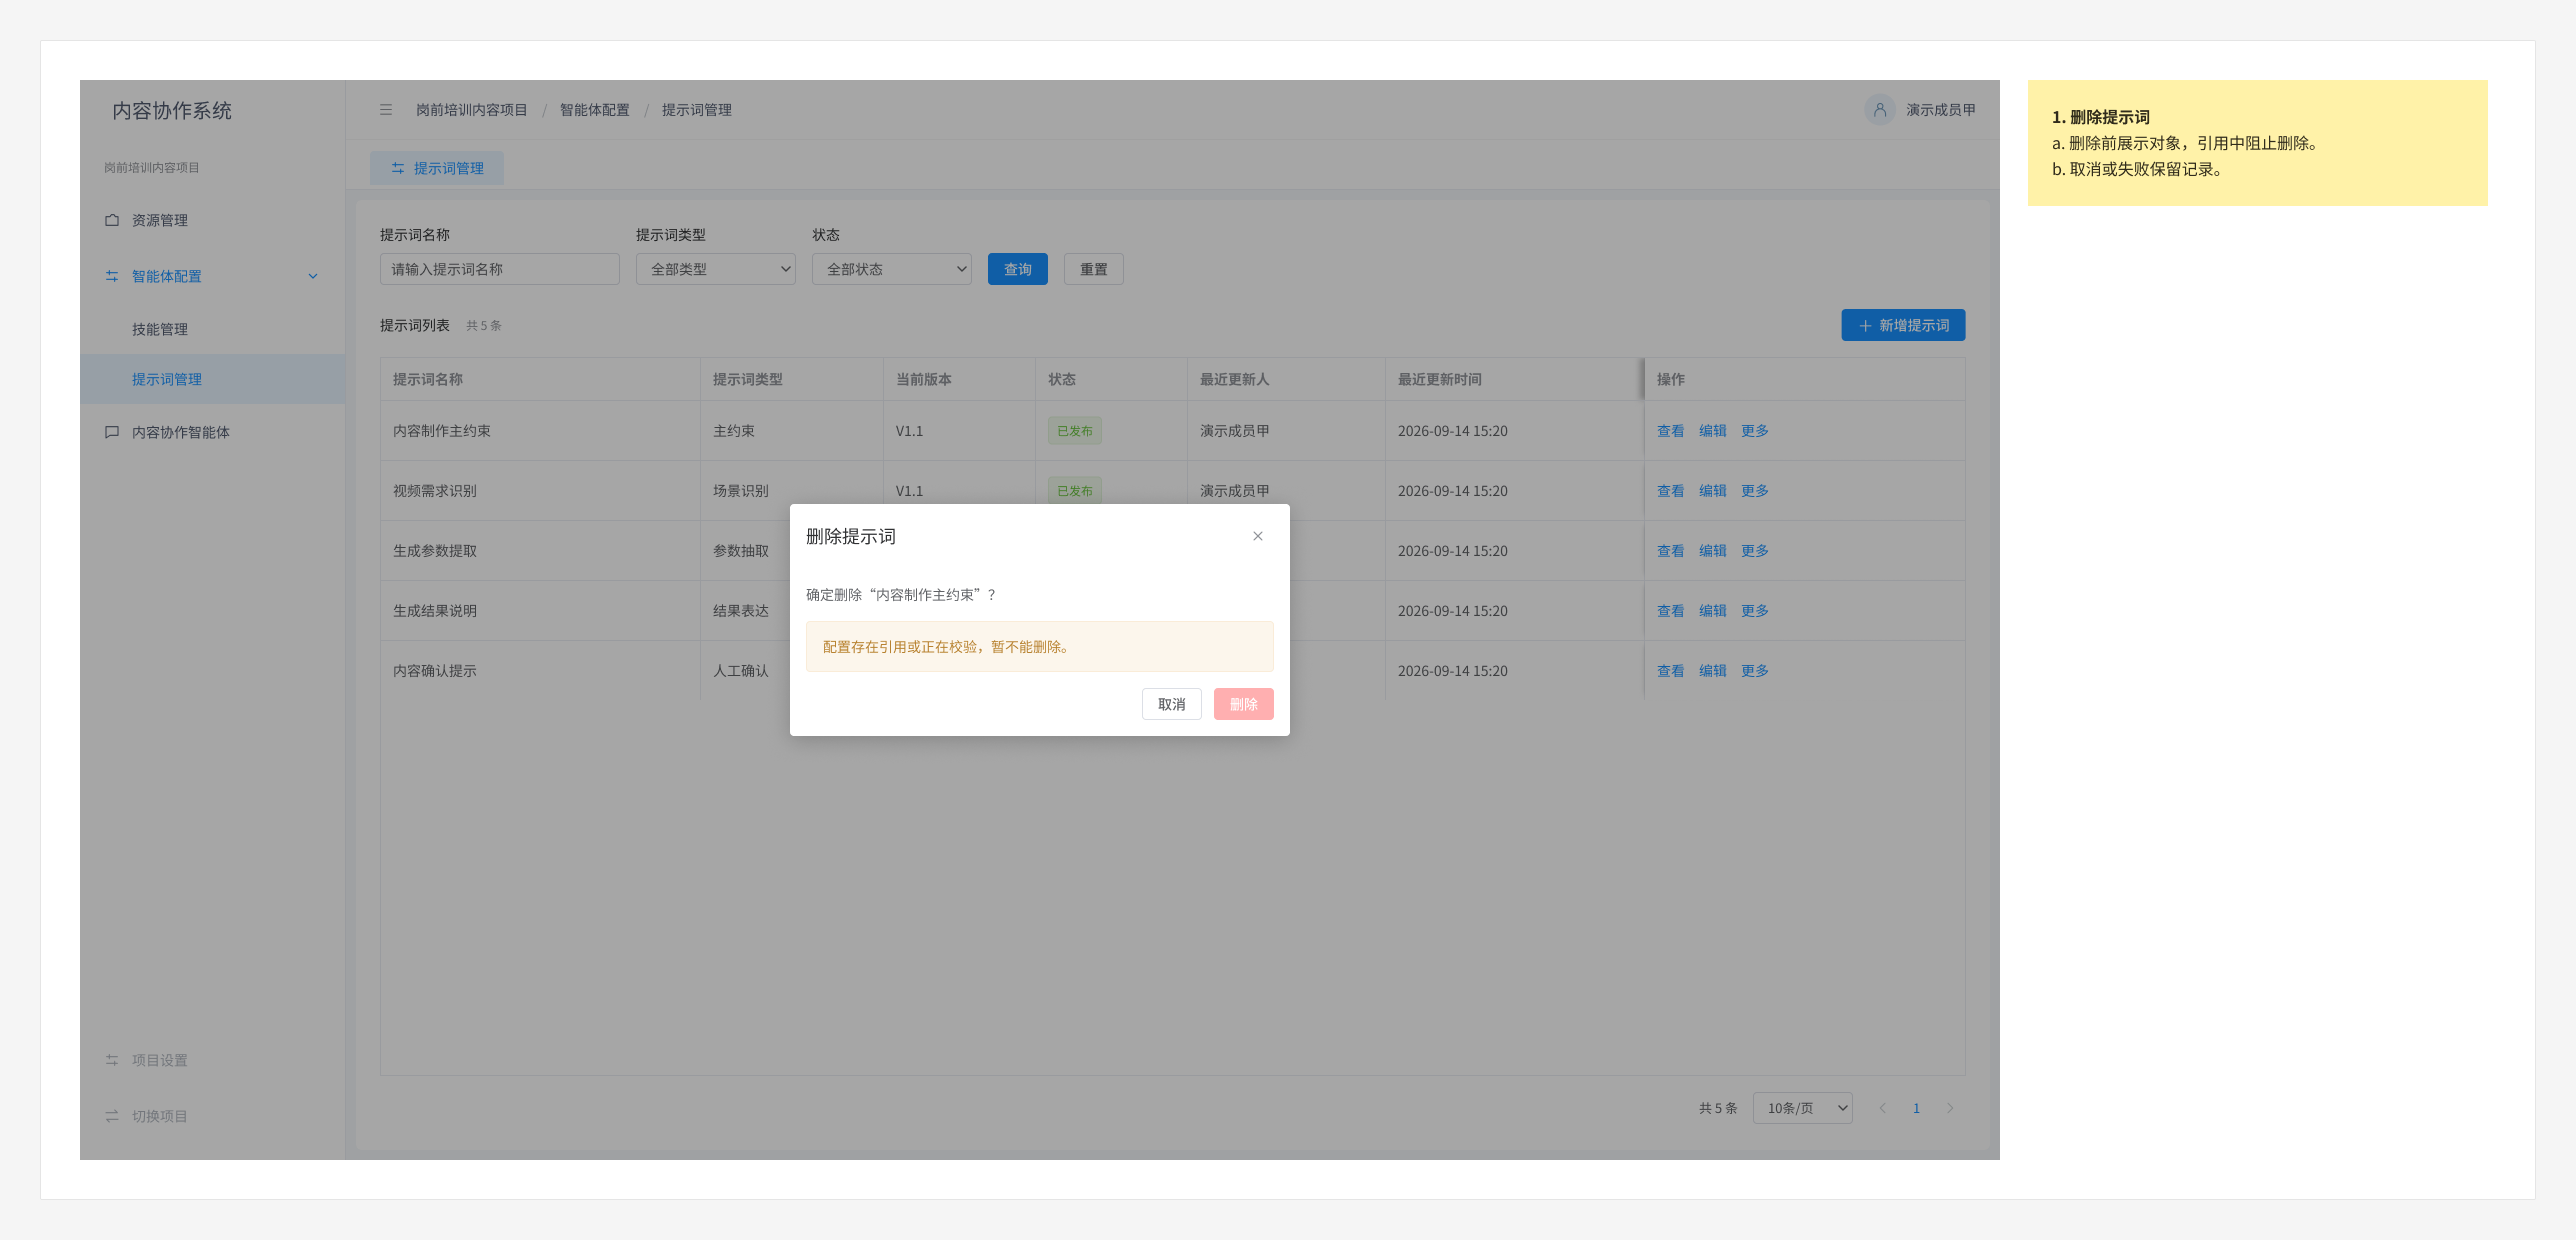 内容协作系统
岗前培训内容项目
资源管理
智能体配置
技能管理
提示词管理
内容协作智能体
项目设置
切换项目
岗前培训内容项目 / 智能体配置 / 提示词管理
演示成员甲
提示词管理
提示词名称 提示词类型 状态
请输入提示词名称 全部类型 全部状态 查询 重置
提示词列表 共 5 条 新增提示词
提示词名称 提示词类型 当前版本 状态 最近更新人 最近更新时间 操作
内容制作主约束 主约束 V1.1 已发布 演示成员甲 2026-09-14 15:20 查看 编辑 更多
视频需求识别 场景识别 V1.1 已发布 演示成员甲 2026-09-14 15:20 查看 编辑 更多
生成参数提取 参数抽取 2026-09-14 15:20 查看 编辑 更多
生成结果说明 结果表达 2026-09-14 15:20 查看 编辑 更多
内容确认提示 人工确认 2026-09-14 15:20 查看 编辑 更多
删除提示词
确定删除“内容制作主约束”？
配置存在引用或正在校验，暂不能删除。
取消 删除
共 5 条 10条/页 1
1. 删除提示词
a. 删除前展示对象，引用中阻止删除。
b. 取消或失败保留记录。